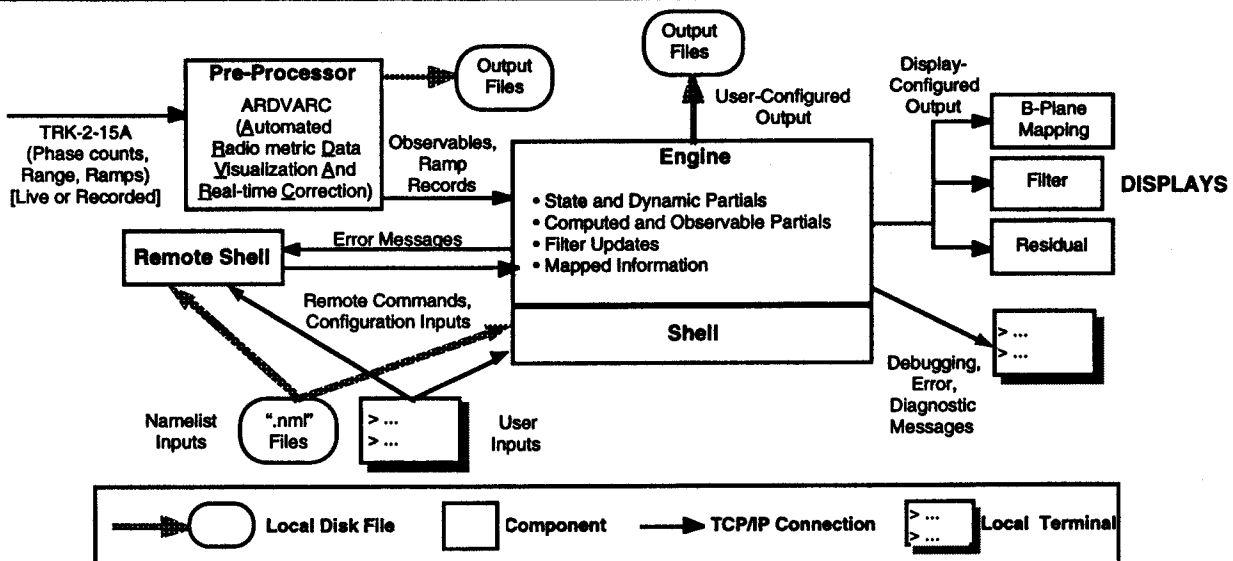 Output
Files
Pre-Processor
ARDVARC
(Automated
Radio metric Data
Visualization And
Real-time Correction)
Output
Files
TRK-2-15A
(Phase counts,
Range, Ramps)
[Live or Recorded]
Observables,
Ramp
Records
User-Configured
Output
Display-
Configured
Output
Engine
• State and Dynamic Partials
• Computed and Observable Partials
• Filter Updates
• Mapped Information
B-Plane
Mapping
Filter
Residual
DISPLAYS
Error Messages
Remote Shell
Remote Commands,
Configuration Inputs
Shell
> ...
> ...
Debugging,
Error,
Diagnostic
Messages
Namelist
Inputs
".nml"
Files
> ...
> ...
User
Inputs
Local Disk File
Component
TCP/IP Connection
> ...
> ...
Local Terminal